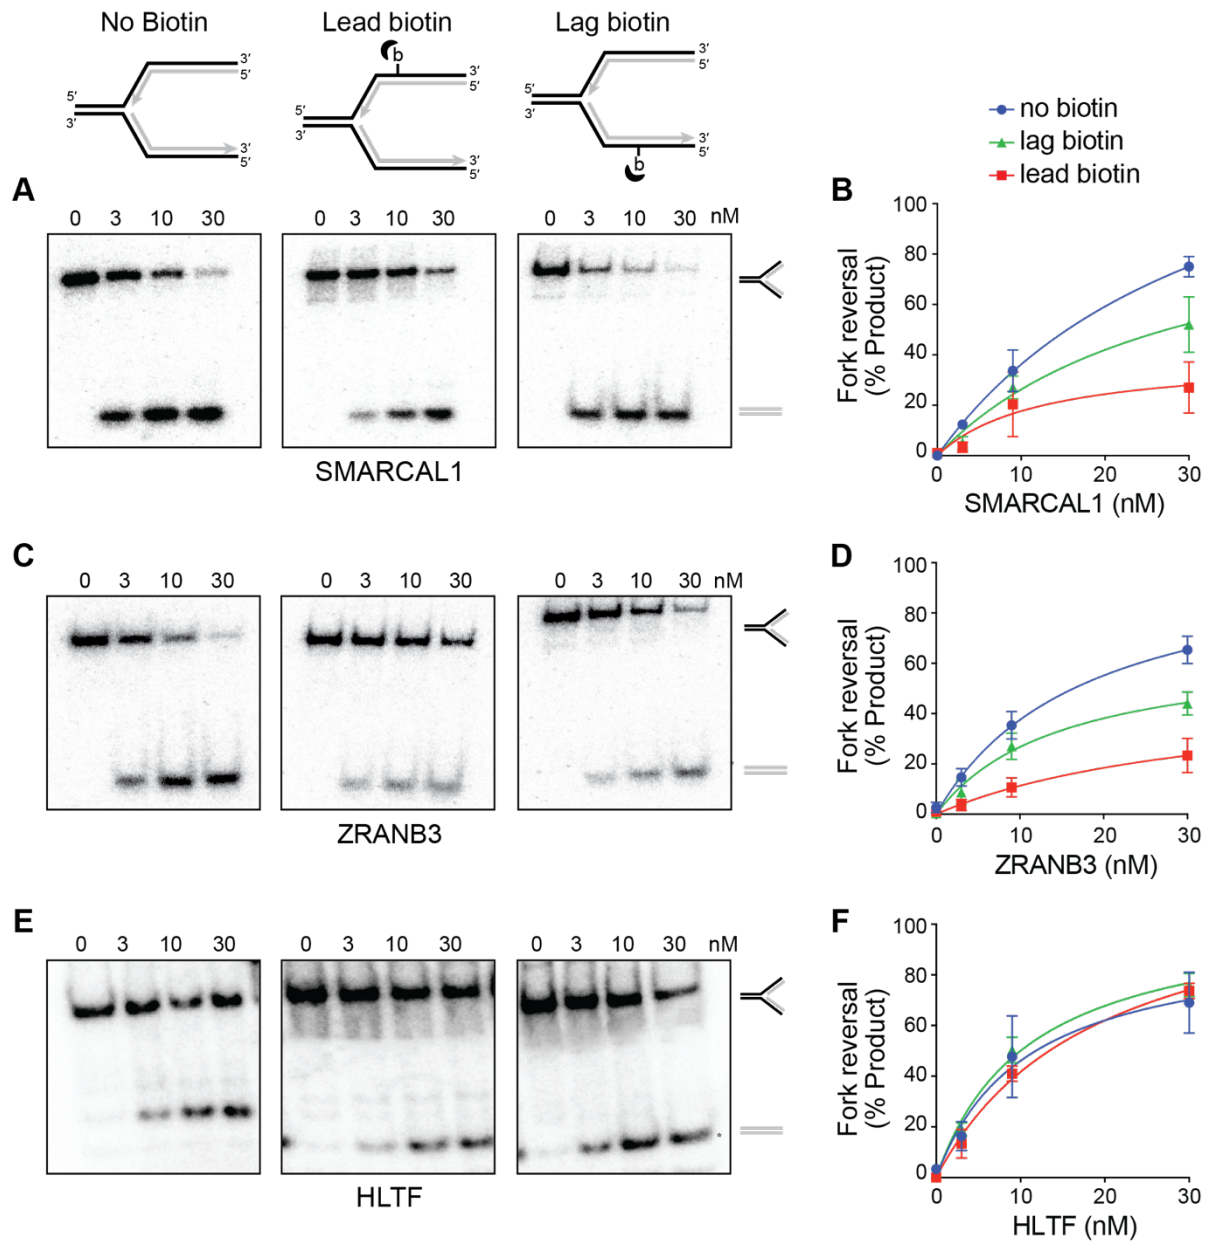 No Biotin
Lead biotin
Lag biotin
5′ 3′ 3′ 5′ 3′ 5′
b 5′ 3′ 3′ 5′ 3′ 5′
5′ 3′ 3′ 5′ b 3′ 5′
no biotin
lag biotin
lead biotin
A
0 3 10 30 0 3 10 30 0 3 10 30 nM
SMARCAL1
B
100
80
60
40
20
0
Fork reversal
(% Product)
0 10 20 30
SMARCAL1 (nM)
C
0 3 10 30 0 3 10 30 0 3 10 30 nM
ZRANB3
D
100
80
60
40
20
0
Fork reversal
(% Product)
0 10 20 30
ZRANB3 (nM)
E
0 3 10 30 0 3 10 30 0 3 10 30 nM
*
HLTF
F
100
80
60
40
20
0
Fork reversal
(% Product)
0 10 20 30
HLTF (nM)